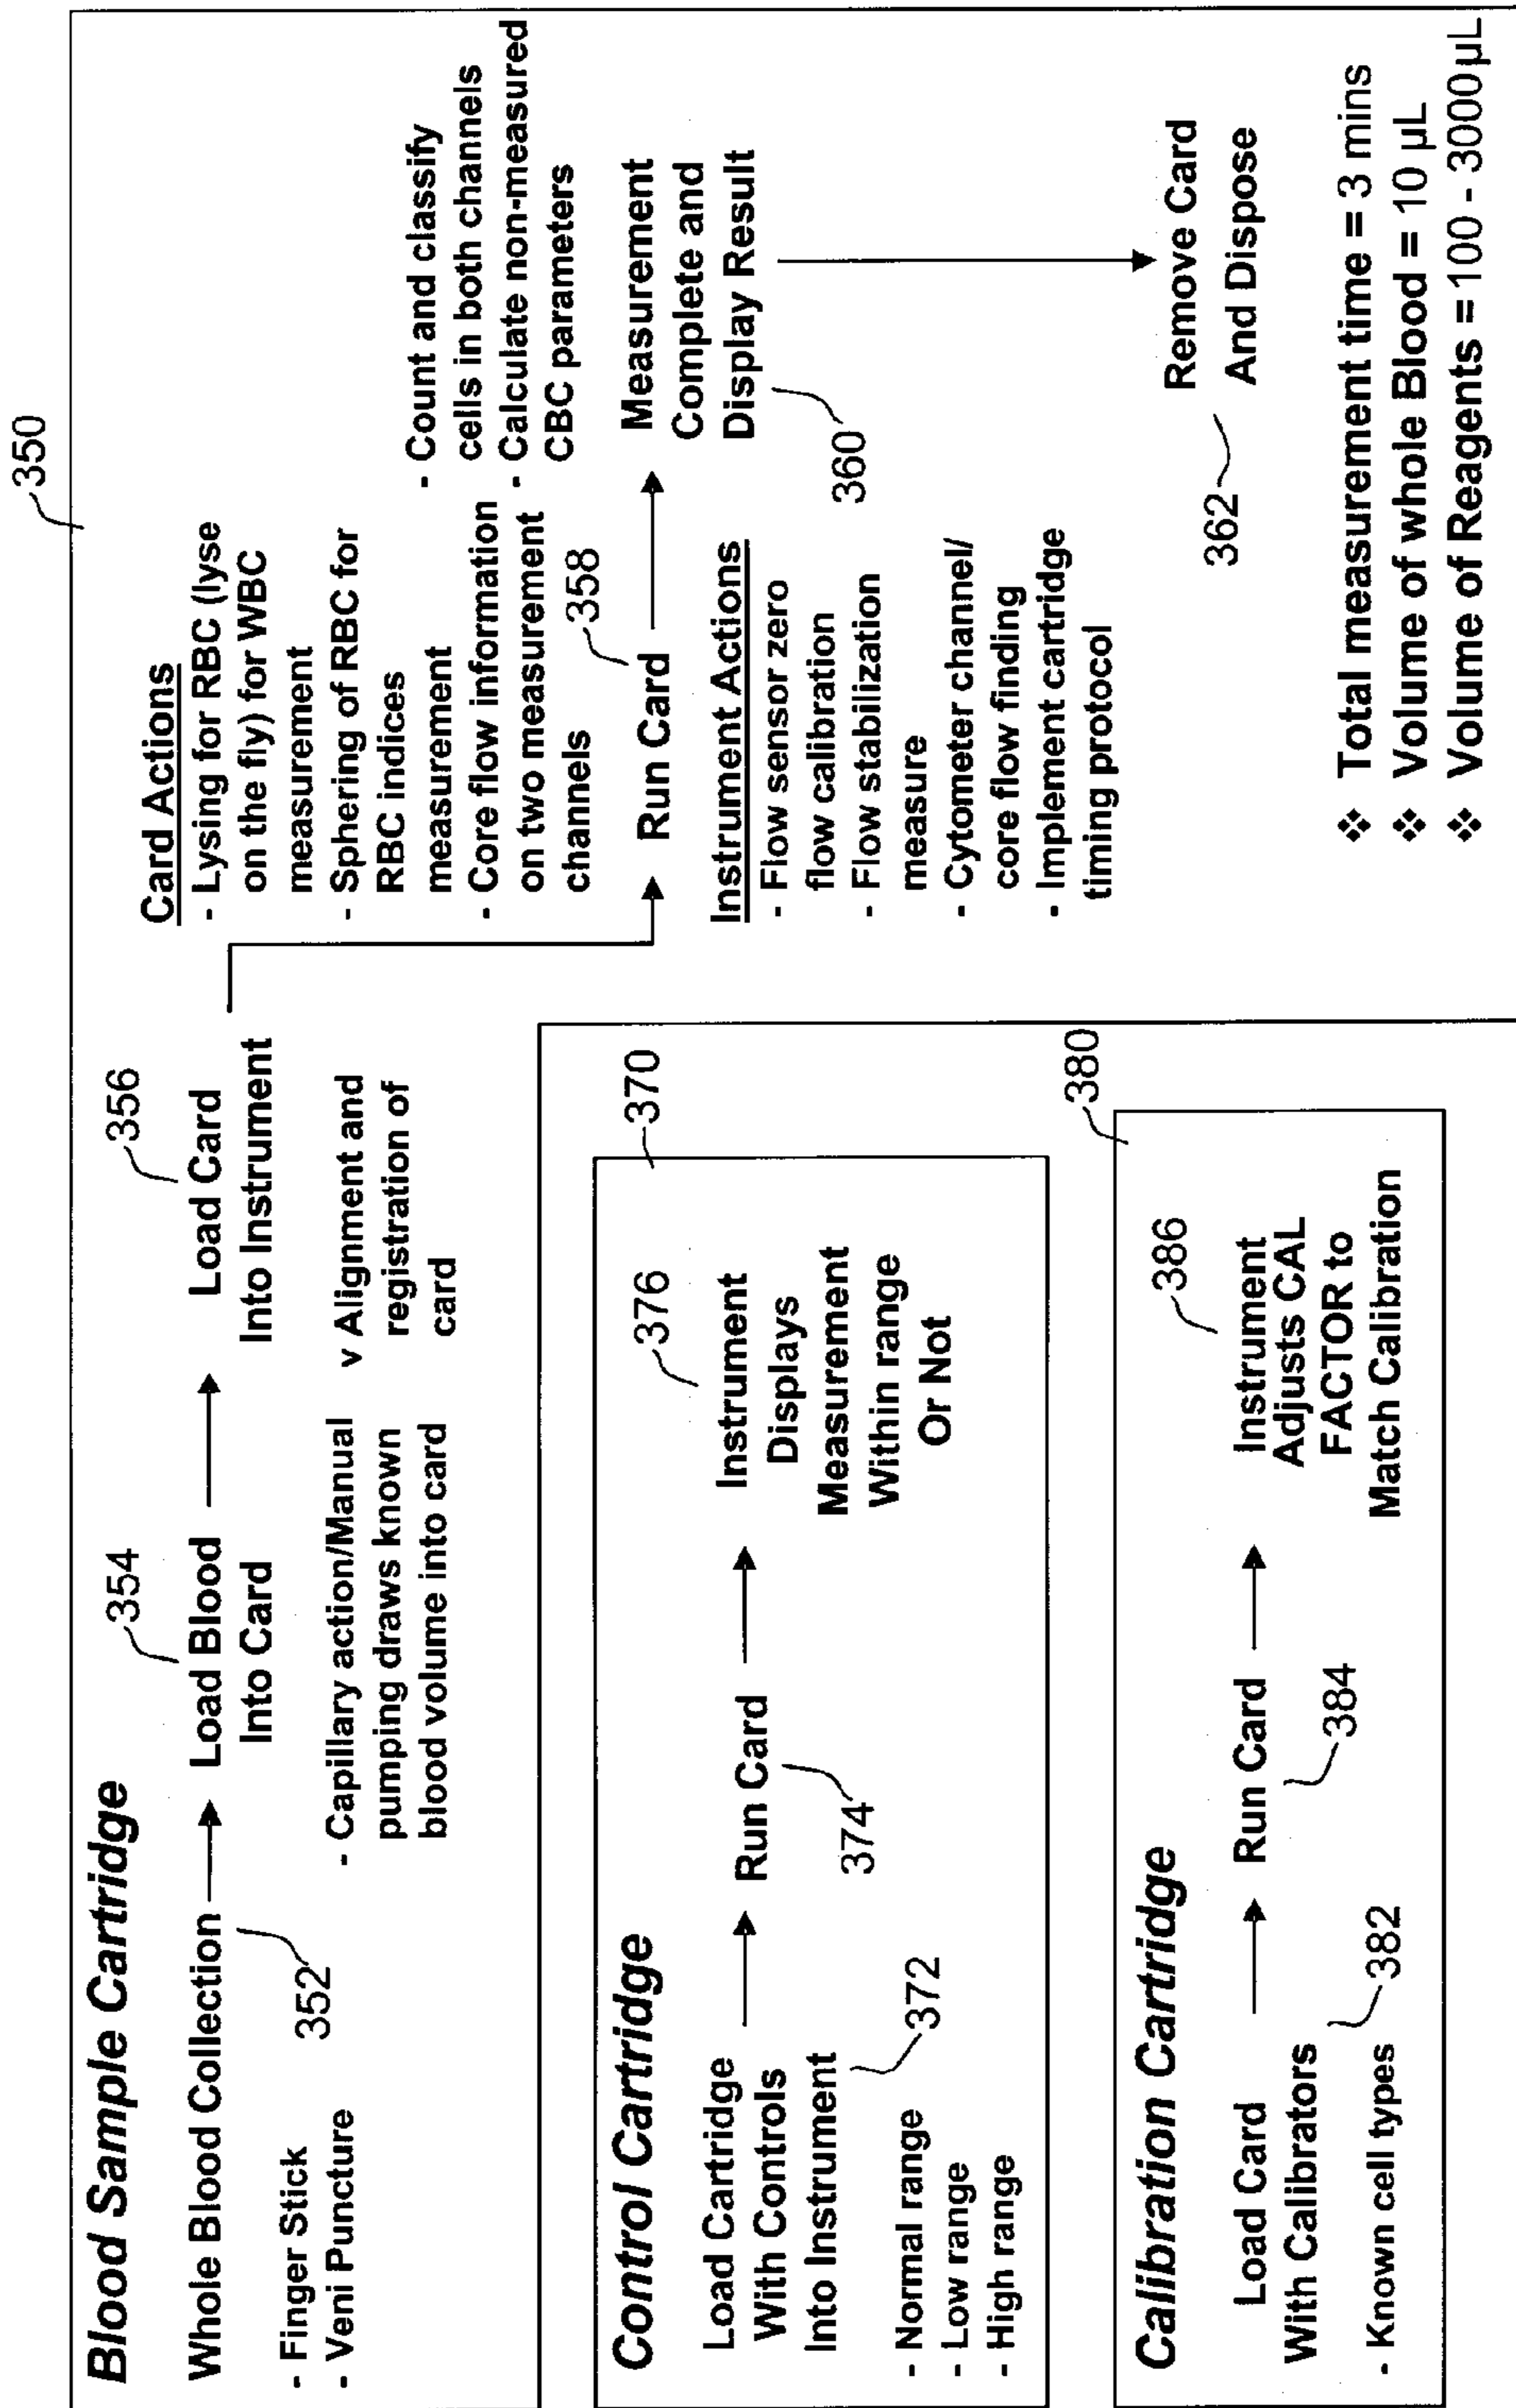 350
Blood Sample Cartridge
Whole Blood Collection
352
- Finger Stick
- Veni Puncture
354
Load Blood
Into Card
- Capillary action/Manual
pumping draws known
blood volume into card
356
Load Card
Into Instrument
v Alignment and
registration of
card
Card Actions
- Lysing for RBC (lyse
on the fly) for WBC
measurement
- Sphering of RBC for
RBC indices
measurement
- Core flow information
on two measurement
channels
- Count and classify
cells in both channels
- Calculate non-measured
CBC parameters
358
Run Card
Instrument Actions
- Flow sensor zero
flow calibration
- Flow stabilization
measure
- Cytometer channel/
core flow finding
- Implement cartridge
timing protocol
Measurement
Complete and
Display Result
360
Remove Card
And Dispose
362
❖ Total measurement time = 3 mins
❖ Volume of whole Blood = 10 µL
❖ Volume of Reagents = 100 - 3000 µL
370
Control Cartridge
Load Cartridge
With Controls
Into Instrument
372
- Normal range
- Low range
- High range
Run Card
374
376
Instrument
Displays
Measurement
Within range
Or Not
380
Calibration Cartridge
Load Card
With Calibrators
382
- Known cell types
Run Card
384
386
Instrument
Adjusts CAL
FACTOR to
Match Calibration